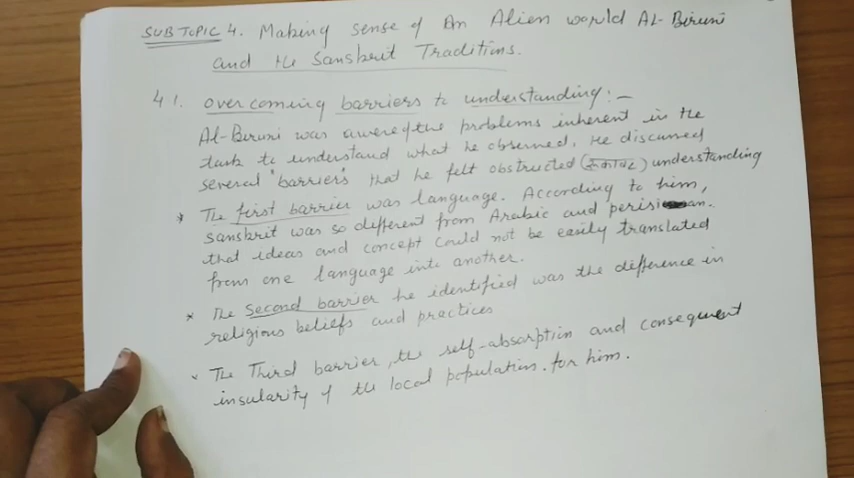 SUB TOPIC 4. Making sense of An Alien world Al-Biruni
and the Sanskrit Traditions.
4 1. overcoming barriers to understanding:-
Al-Biruni was aware of the problems inherent in the
task to understand what he observed. He discussed
several "barriers" that he felt obstructed (रूकावट) understanding
* The first barrier was language. According to him,
sanskrit was so different from Arabic and perisian.
that ideas and concept could not be easily translated
from one language into another.
* The Second barrier he identified was the difference in
religious beliefs and practices
* The Third barrier, the self-absorption and consequent
insularity of the local population. for him.